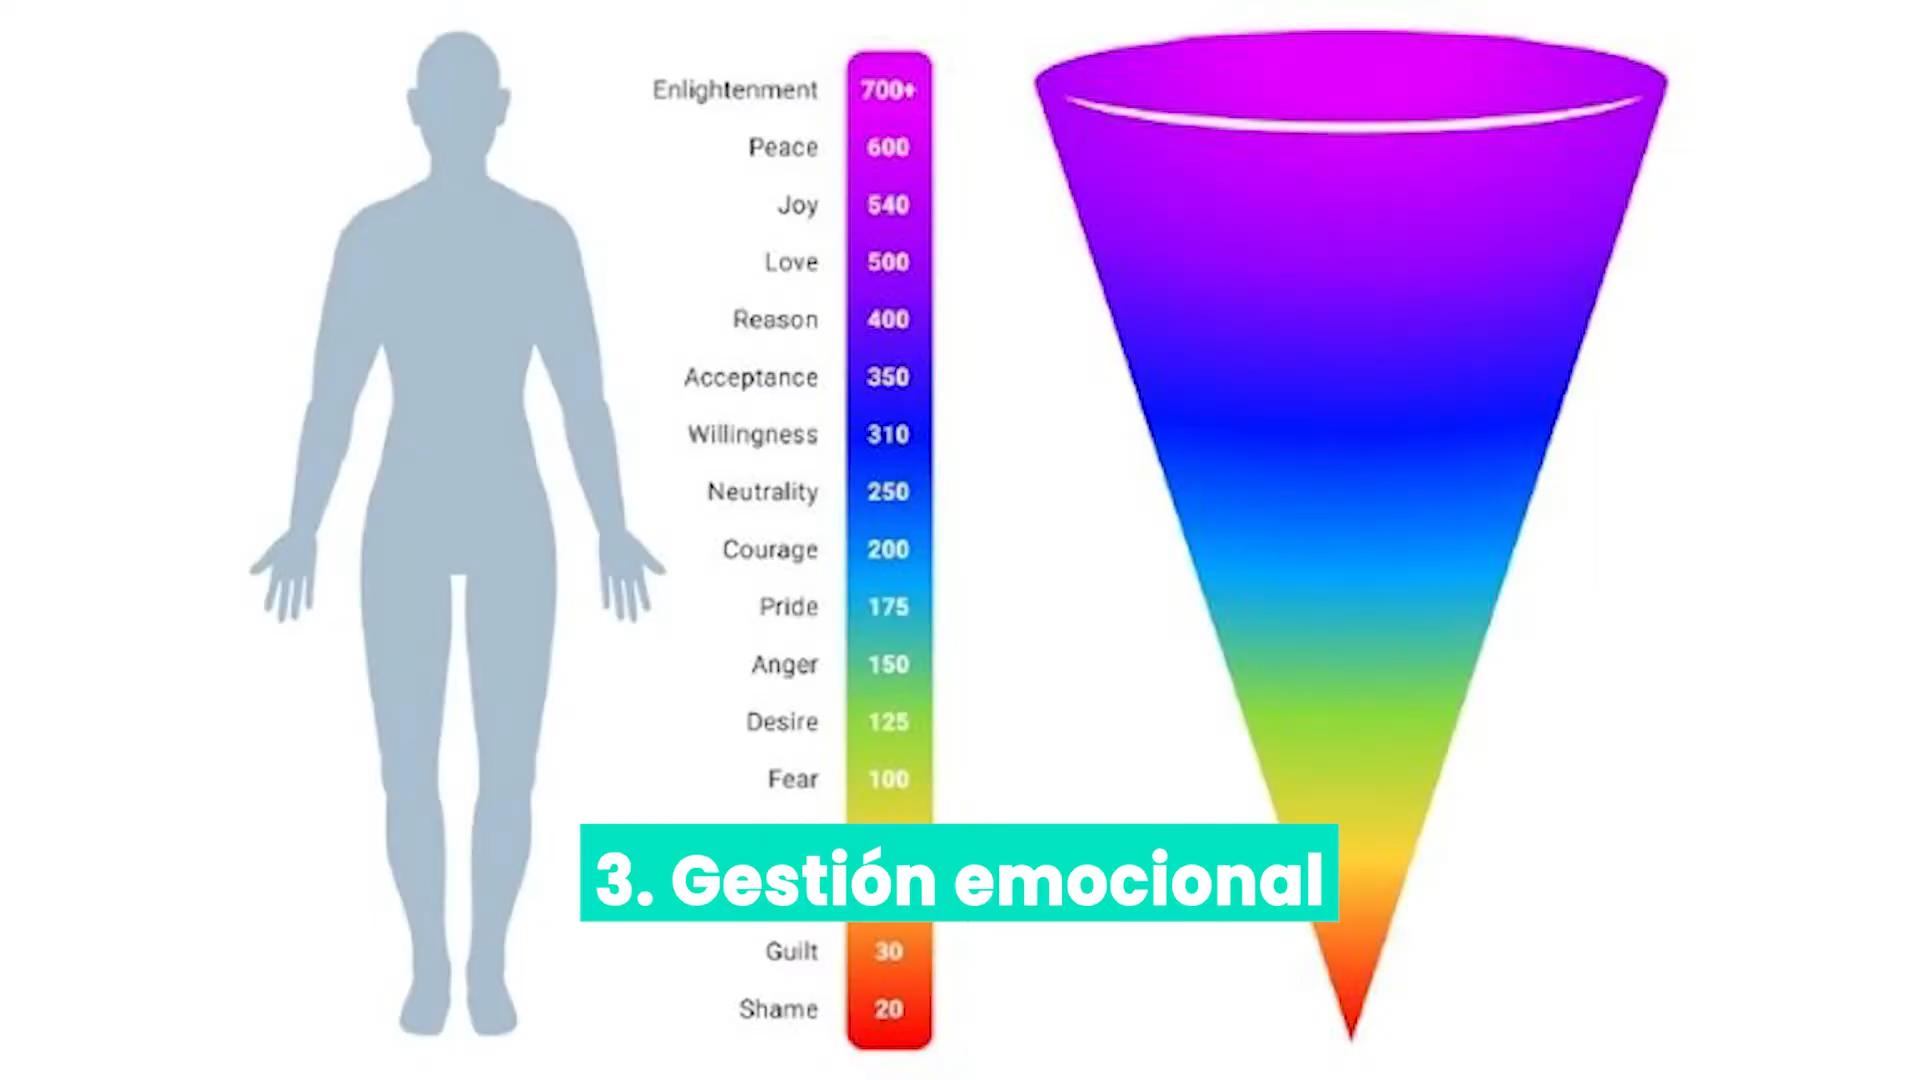 Enlightenment 700+
Peace 600
Joy 540
Love 500
Reason 400
Acceptance 350
Willingness 310
Neutrality 250
Courage 200
Pride 175
Anger 150
Desire 125
Fear 100
3. Gestión emocional
Guilt 30
Shame 20